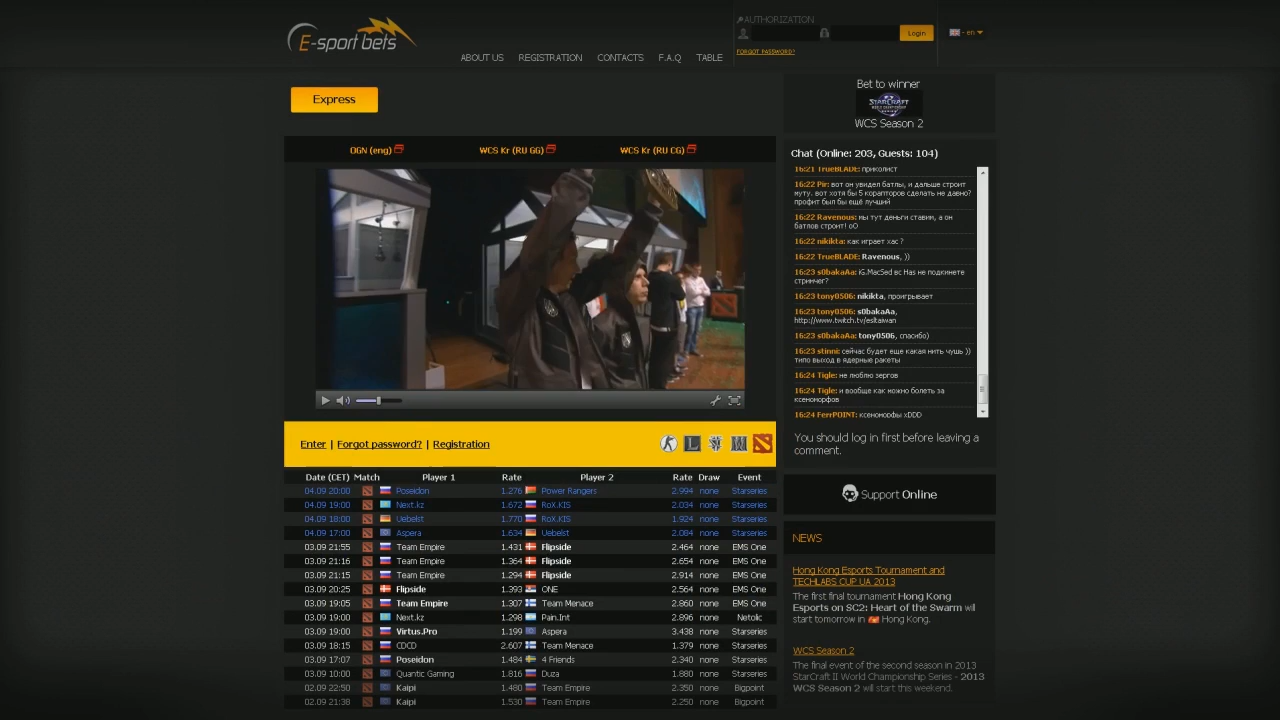 E-sport bets
AUTHORIZATION
Login
- en
FORGOT PASSWORD?
ABOUT US REGISTRATION CONTACTS F.A.Q TABLE
Express
Bet to winner
STARCRAFT
WCS Season 2
OGN (eng) WCS Kr (RU GG) WCS Kr (RU CG)
Chat (Online: 203, Guests: 104)
16:21 TrueBLADE: приколист
16:22 Pir: вот он увидел батлы, и дальше строит
муту. вот хотя бы 5 корапторов сделать не давно?
профит был бы ещё лучший
16:22 Ravenous: мы тут деньги ставим, а он
батлов строит! оО
16:22 nikikta: как играет хас ?
16:22 TrueBLADE: Ravenous, ))
16:23 s0bakaAa: iG.MacSed вс Has не подкинете
стримчег?
16:23 tony0506: nikikta, проигрывает
16:23 tony0506: s0bakaAa,
http://www.twitch.tv/esltaiwan
16:23 s0bakaAa: tony0506, спасибо)
16:23 stinni: сейчас будет еще какая нить чушь ))
типо выход в ядерные ракеты
16:24 Tigle: не люблю зергов
16:24 Tigle: и вообще как можно болеть за
ксеноморфов
16:24 FerrPOINT: ксеноморфы xDDD
You should log in first before leaving a
comment.
Enter | Forgot password? | Registration
Support Online
Date (CET) Match Player 1 Rate Player 2 Rate Draw Event
04.09 20:00 Poseidon 1.276 Power Rangers 2.994 none Starseries
04.09 19:00 Next.kz 1.672 RoX.KIS 2.034 none Starseries
04.09 18:00 Uebelst 1.770 RoX.KIS 1.924 none Starseries
04.09 17:00 Aspera 1.634 Uebelst 2.084 none Starseries
03.09 21:55 Team Empire 1.431 Flipside 2.464 none EMS One
03.09 21:16 Team Empire 1.364 Flipside 2.654 none EMS One
03.09 21:15 Team Empire 1.294 Flipside 2.914 none EMS One
03.09 20:25 Flipside 1.393 ONE 2.564 none EMS One
03.09 19:05 Team Empire 1.307 Team Menace 2.860 none EMS One
03.09 19:00 Next.kz 1.298 Pain.Int 2.896 none Netolic
03.09 19:00 Virtus.Pro 1.199 Aspera 3.438 none Starseries
03.09 18:15 CDCD 2.607 Team Menace 1.379 none Starseries
03.09 17:07 Poseidon 1.484 4 Friends 2.340 none Starseries
03.09 10:00 Quantic Gaming 1.816 Duza 1.880 none Starseries
02.09 22:50 Kaipi 1.480 Team Empire 2.350 none Bigpoint
02.09 21:38 Kaipi 1.530 Team Empire 2.250 none Bigpoint
NEWS
Hong Kong Esports Tournament and
TECHLABS CUP UA 2013
The first final tournament Hong Kong
Esports on SC2: Heart of the Swarm wil
start tomorrow in Hong Kong.
WCS Season 2
The final event of the second season in 2013
StarCraft II World Championship Series - 2013
WCS Season 2 will start this weekend.